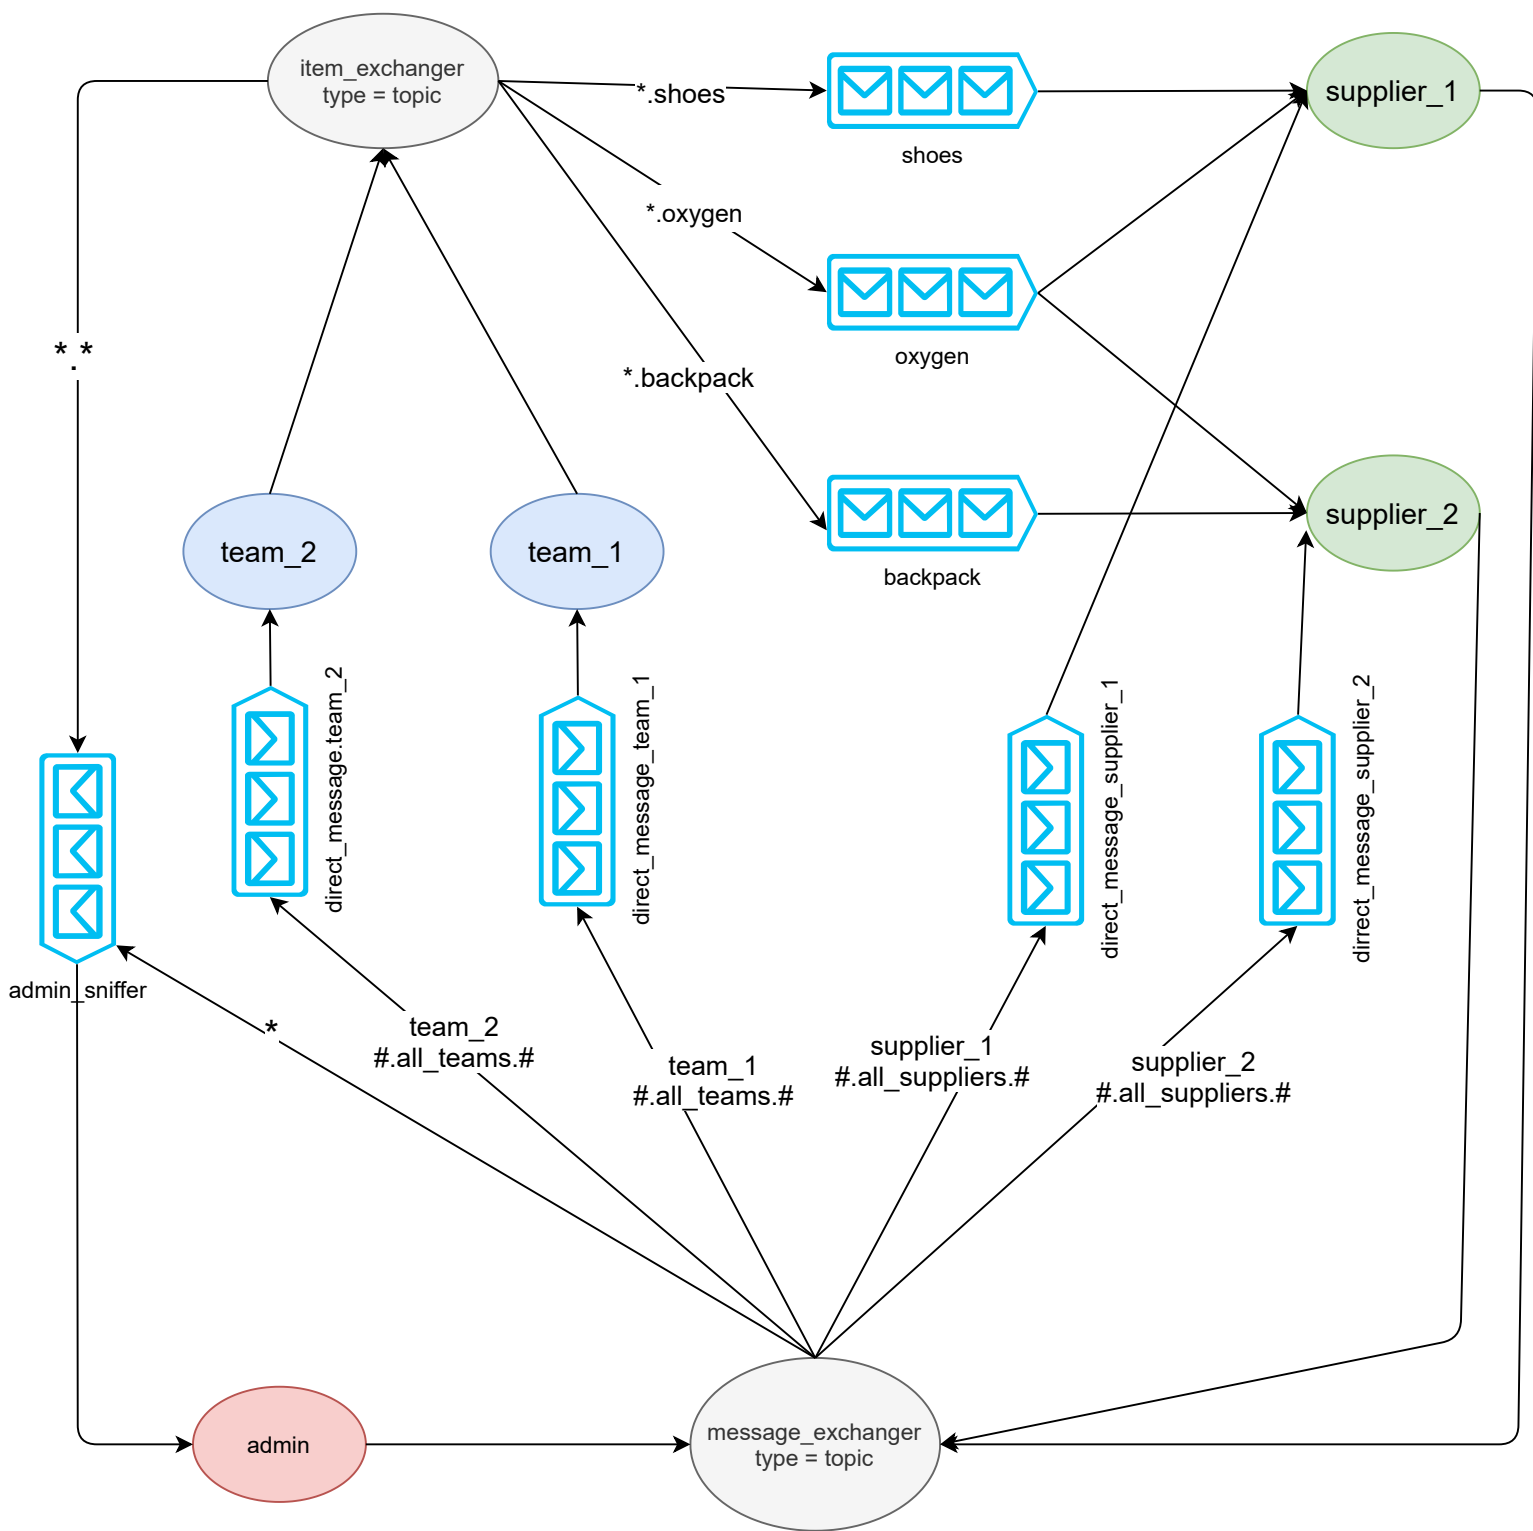 item_exchanger
type = topic
*.shoes
shoes
supplier_1
*.oxygen
oxygen
*.*
*.backpack
backpack
supplier_2
team_2
team_1
direct_message.team_2
direct_message_team_1
direct_message_supplier_1
dirrect_message_supplier_2
admin_sniffer
*
team_2
#.all_teams.#
team_1
#.all_teams.#
supplier_1
#.all_suppliers.#
supplier_2
#.all_suppliers.#
admin
message_exchanger
type = topic